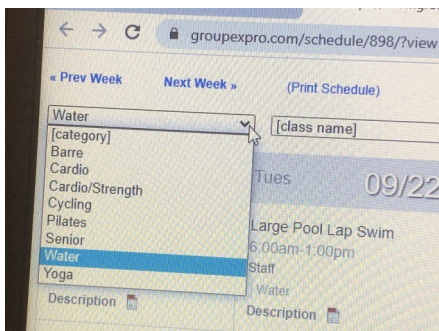 groupexpro.com/schedule/898/?view
« Prev Week Next Week » (Print Schedule)
Water [class name]
[category]
Barre
Cardio
Cardio/Strength
Cycling
Pilates
Senior
Water
Yoga
Description
Tues 09/22
Large Pool Lap Swim
6:00am-1:00pm
Staff
Water
Description